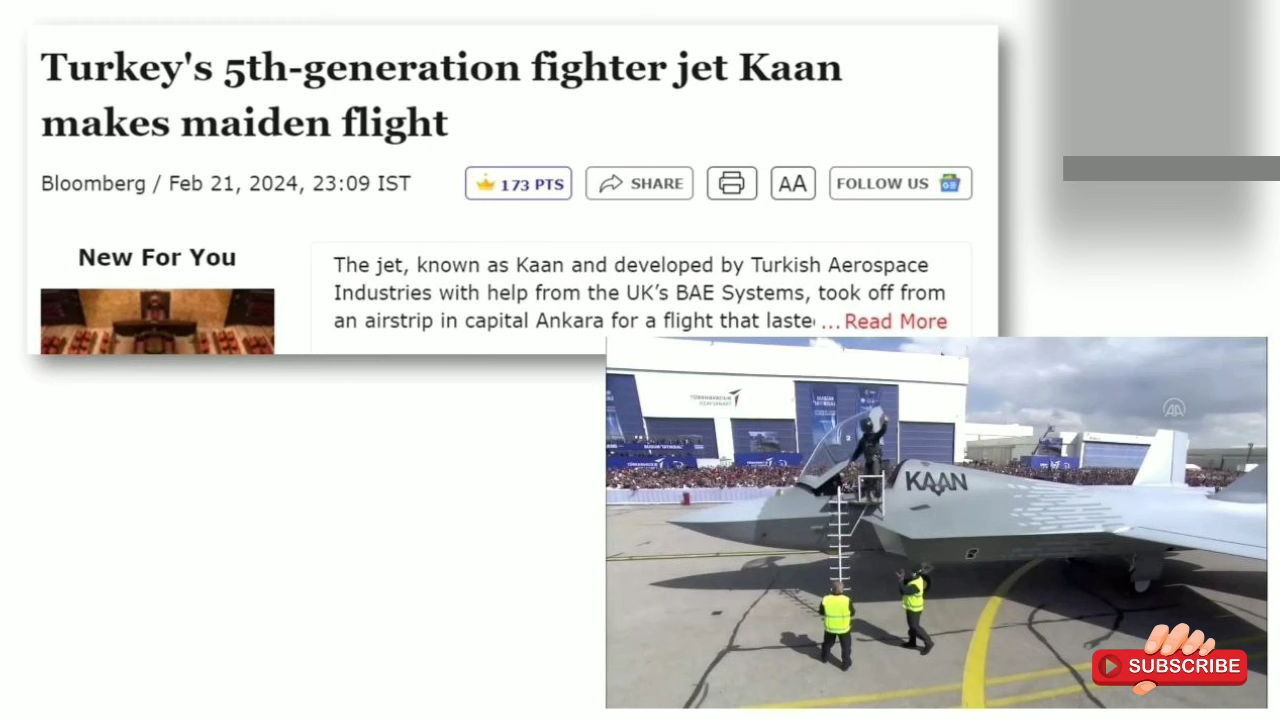 Turkey's 5th-generation fighter jet Kaan
makes maiden flight
Bloomberg / Feb 21, 2024, 23:09 IST
173 PTS
SHARE
AA
FOLLOW US
New For You
The jet, known as Kaan and developed by Turkish Aerospace
Industries with help from the UK’s BAE Systems, took off from
an airstrip in capital Ankara for a flight that laste ... Read More
AA
KAAN
SUBSCRIBE